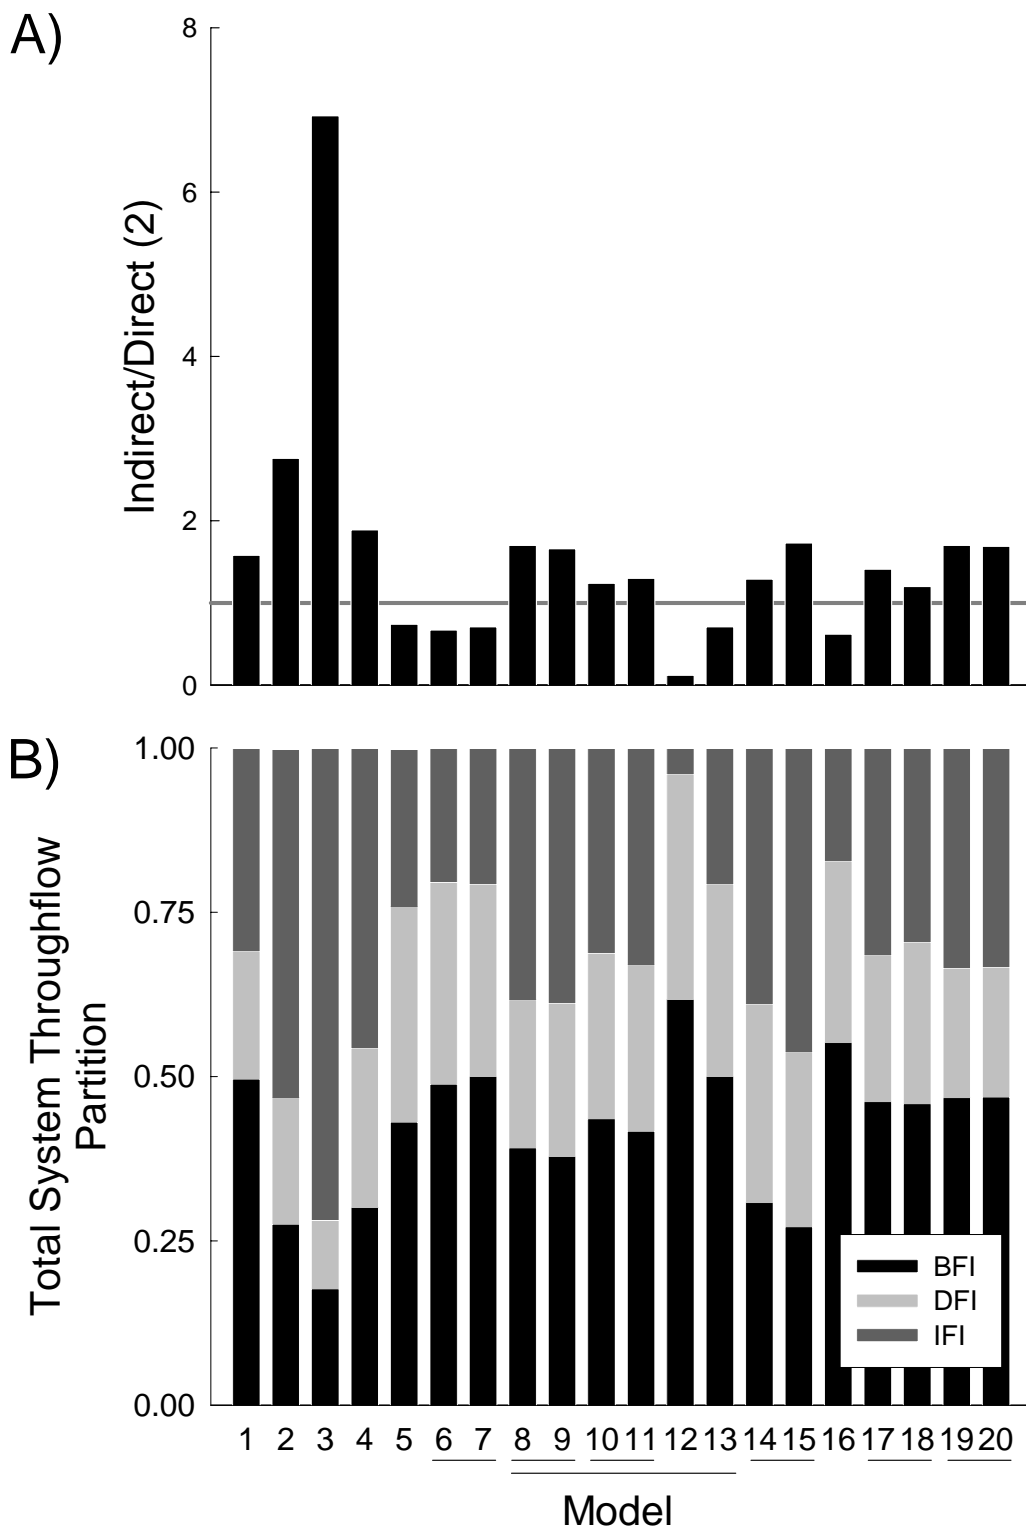 A)
8
6
4
2
0
Indirect/Direct (2)
B)
1.00
0.75
0.50
0.25
0.00
Total System Throughflow
Partition
BFI
DFI
IFI
1 2 3 4 5 6 7 8 9 10 11 12 13 14 15 16 17 18 19 20
Model